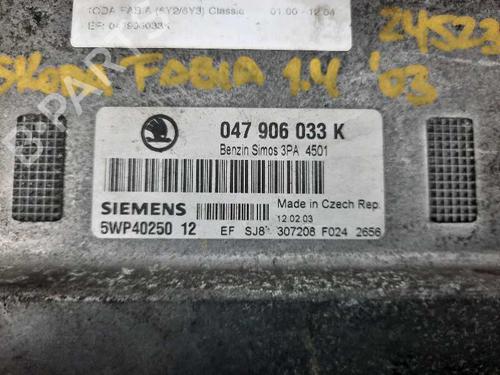 FABIA (6Y2/6Y3) Classic 01.00 - 12.04
24523
SKODA FABIA 1.4 '03
047 906 033 K
Benzin Simos 3PA 4501
SIEMENS
Made in Czech Rep.
12.02.03
5WP40250 12 EF SJ8 307208 F024 2656